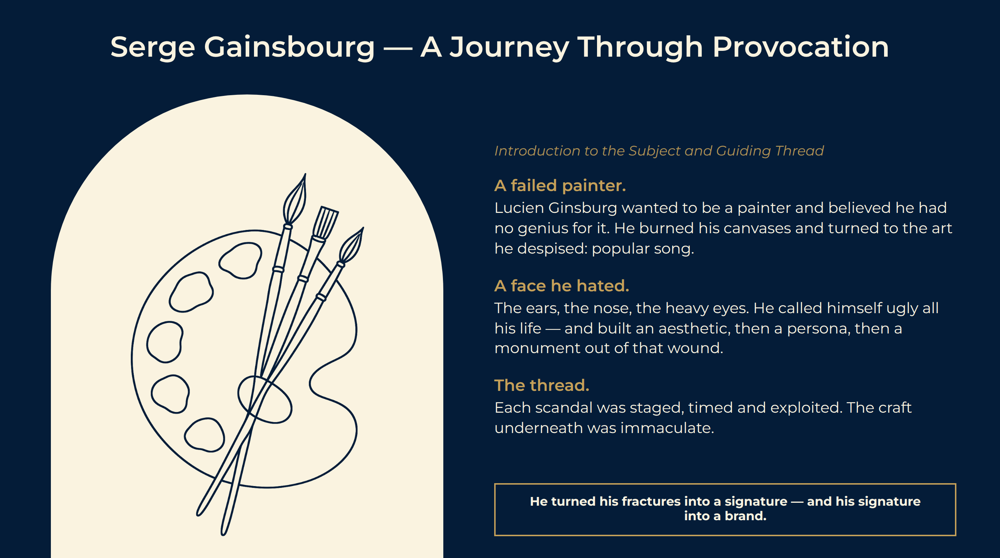 Serge Gainsbourg — A Journey Through Provocation
Introduction to the Subject and Guiding Thread
A failed painter.
Lucien Ginsburg wanted to be a painter and believed he had
no genius for it. He burned his canvases and turned to the art
he despised: popular song.
A face he hated.
The ears, the nose, the heavy eyes. He called himself ugly all
his life — and built an aesthetic, then a persona, then a
monument out of that wound.
The thread.
Each scandal was staged, timed and exploited. The craft
underneath was immaculate.
He turned his fractures into a signature — and his signature
into a brand.